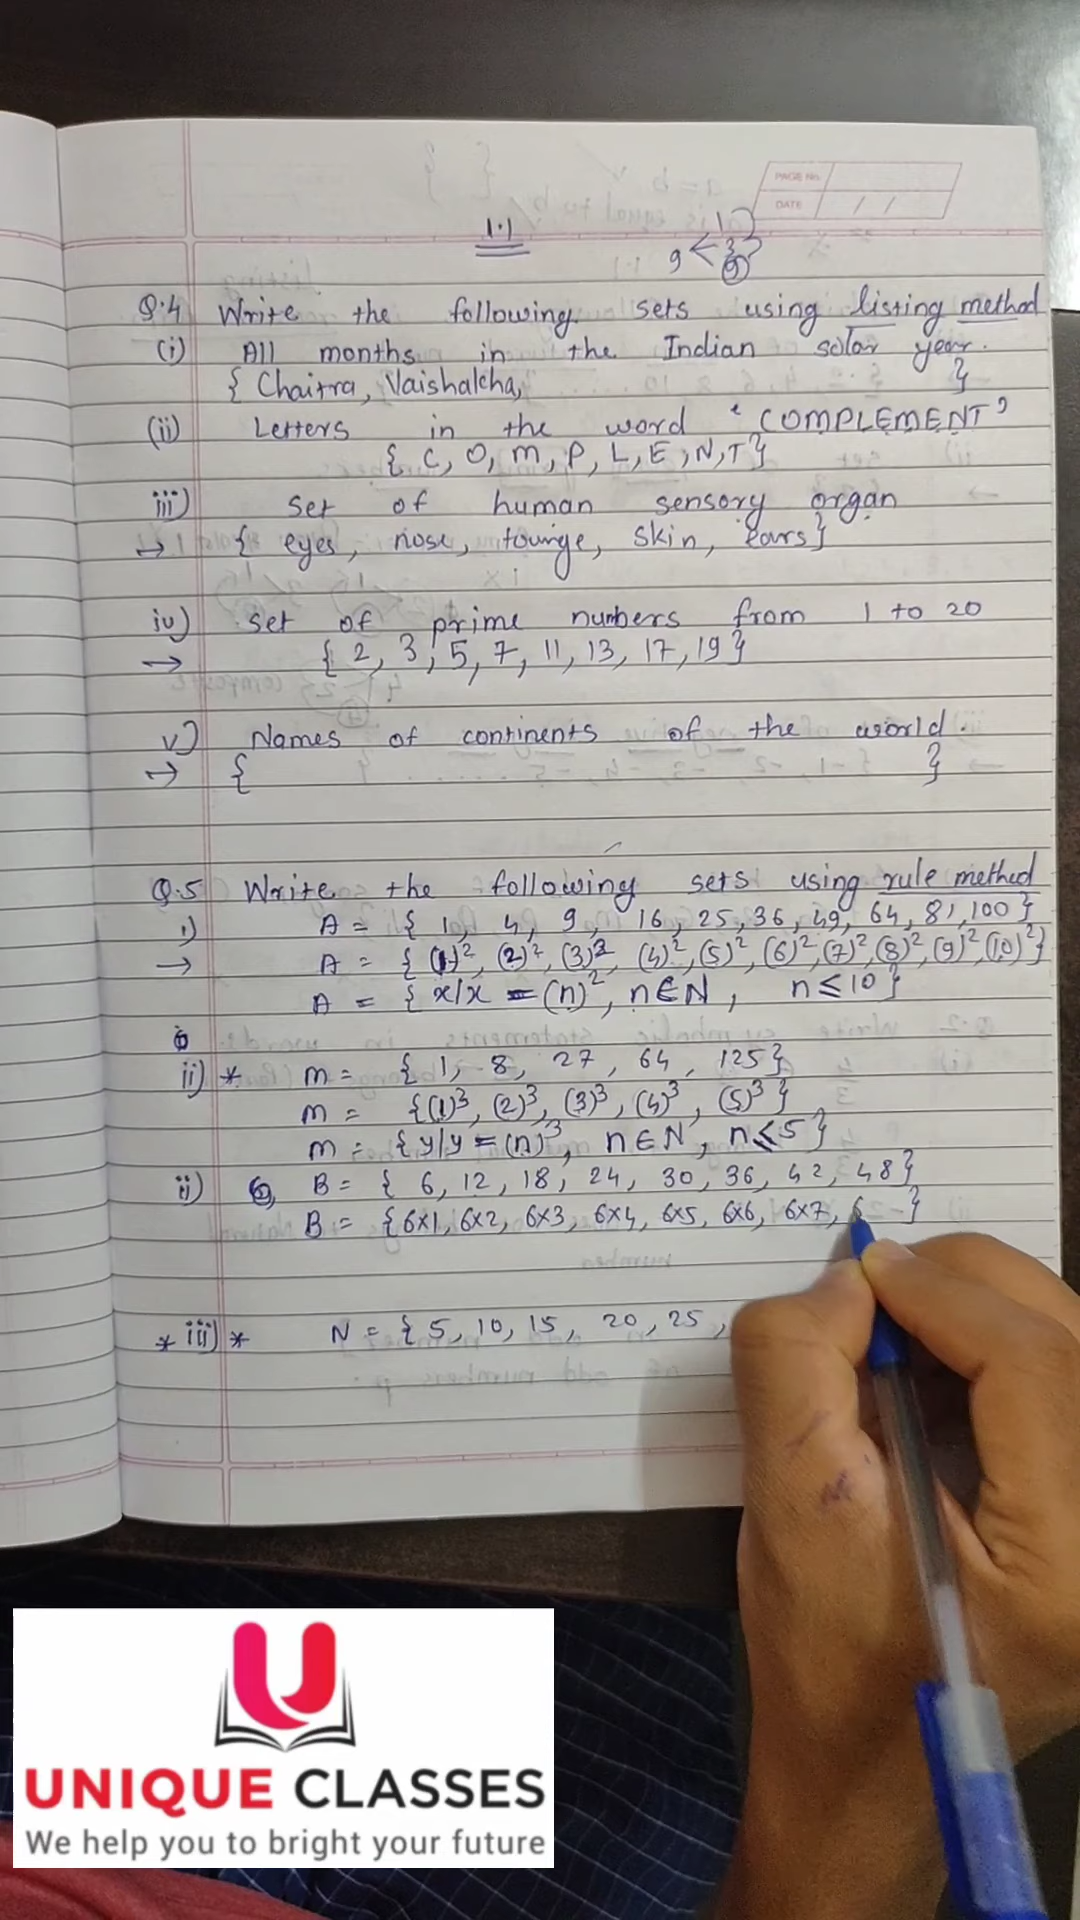 PAGE No.
DATE / /
1.1
1
9 < 3
9
Q.4 Write the following sets using listing method
(i) All months in the Indian solar year.
{ Chaitra, Vaishalcha, }
(ii) Letters in the word 'COMPLEMENT'
{ C, O, M, P, L, E, N, T }
iii) set of human sensory organ
→ { eyes, nose, tounge, skin, ears }
iv) set of prime numbers from 1 to 20
→ { 2, 3, 5, 7, 11, 13, 17, 19 }
v) Names of continents of the world.
→ { }
Q.5 Write the following sets using rule method
i) A = { 1, 4, 9, 16, 25, 36, 49, 64, 81, 100 }
→ A = { (1)², (2)², (3)², (4)², (5)², (6)², (7)², (8)², (9)², (10)² }
A = { x/x = (n)², n∈N, n≤10 }
ii) * m = { 1, 8, 27, 64, 125 }
m = { (1)³, (2)³, (3)³, (4)³, (5)³ }
m = { y/y = (n)³, n∈N, n≤5 }
ii) B = { 6, 12, 18, 24, 30, 36, 42, 48 }
B = { 6x1, 6x2, 6x3, 6x4, 6x5, 6x6, 6x7, 6 }
* iii) * N = { 5, 10, 15, 20, 25,
UNIQUE CLASSES
We help you to bright your future